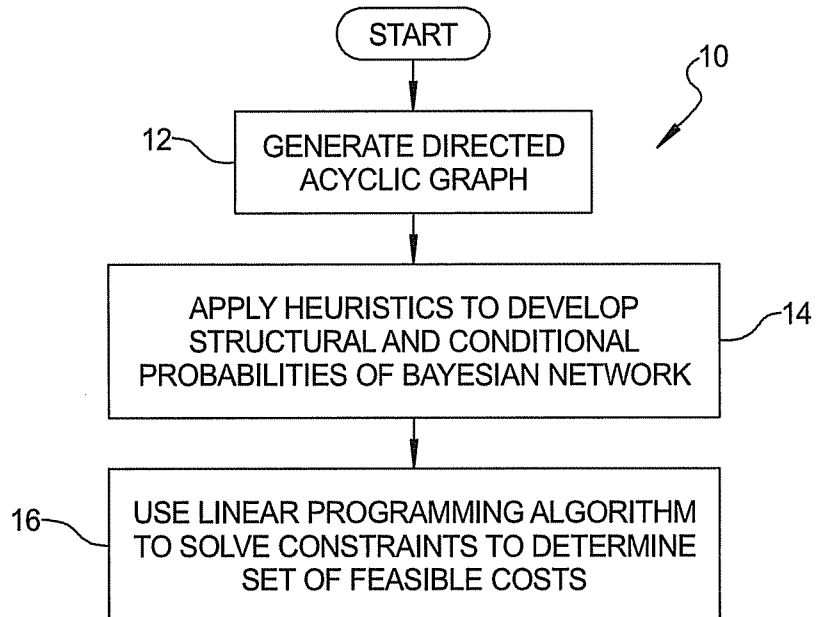 START
10
12
GENERATE DIRECTED
ACYCLIC GRAPH
APPLY HEURISTICS TO DEVELOP
STRUCTURAL AND CONDITIONAL
PROBABILITIES OF BAYESIAN NETWORK
14
16
USE LINEAR PROGRAMMING ALGORITHM
TO SOLVE CONSTRAINTS TO DETERMINE
SET OF FEASIBLE COSTS